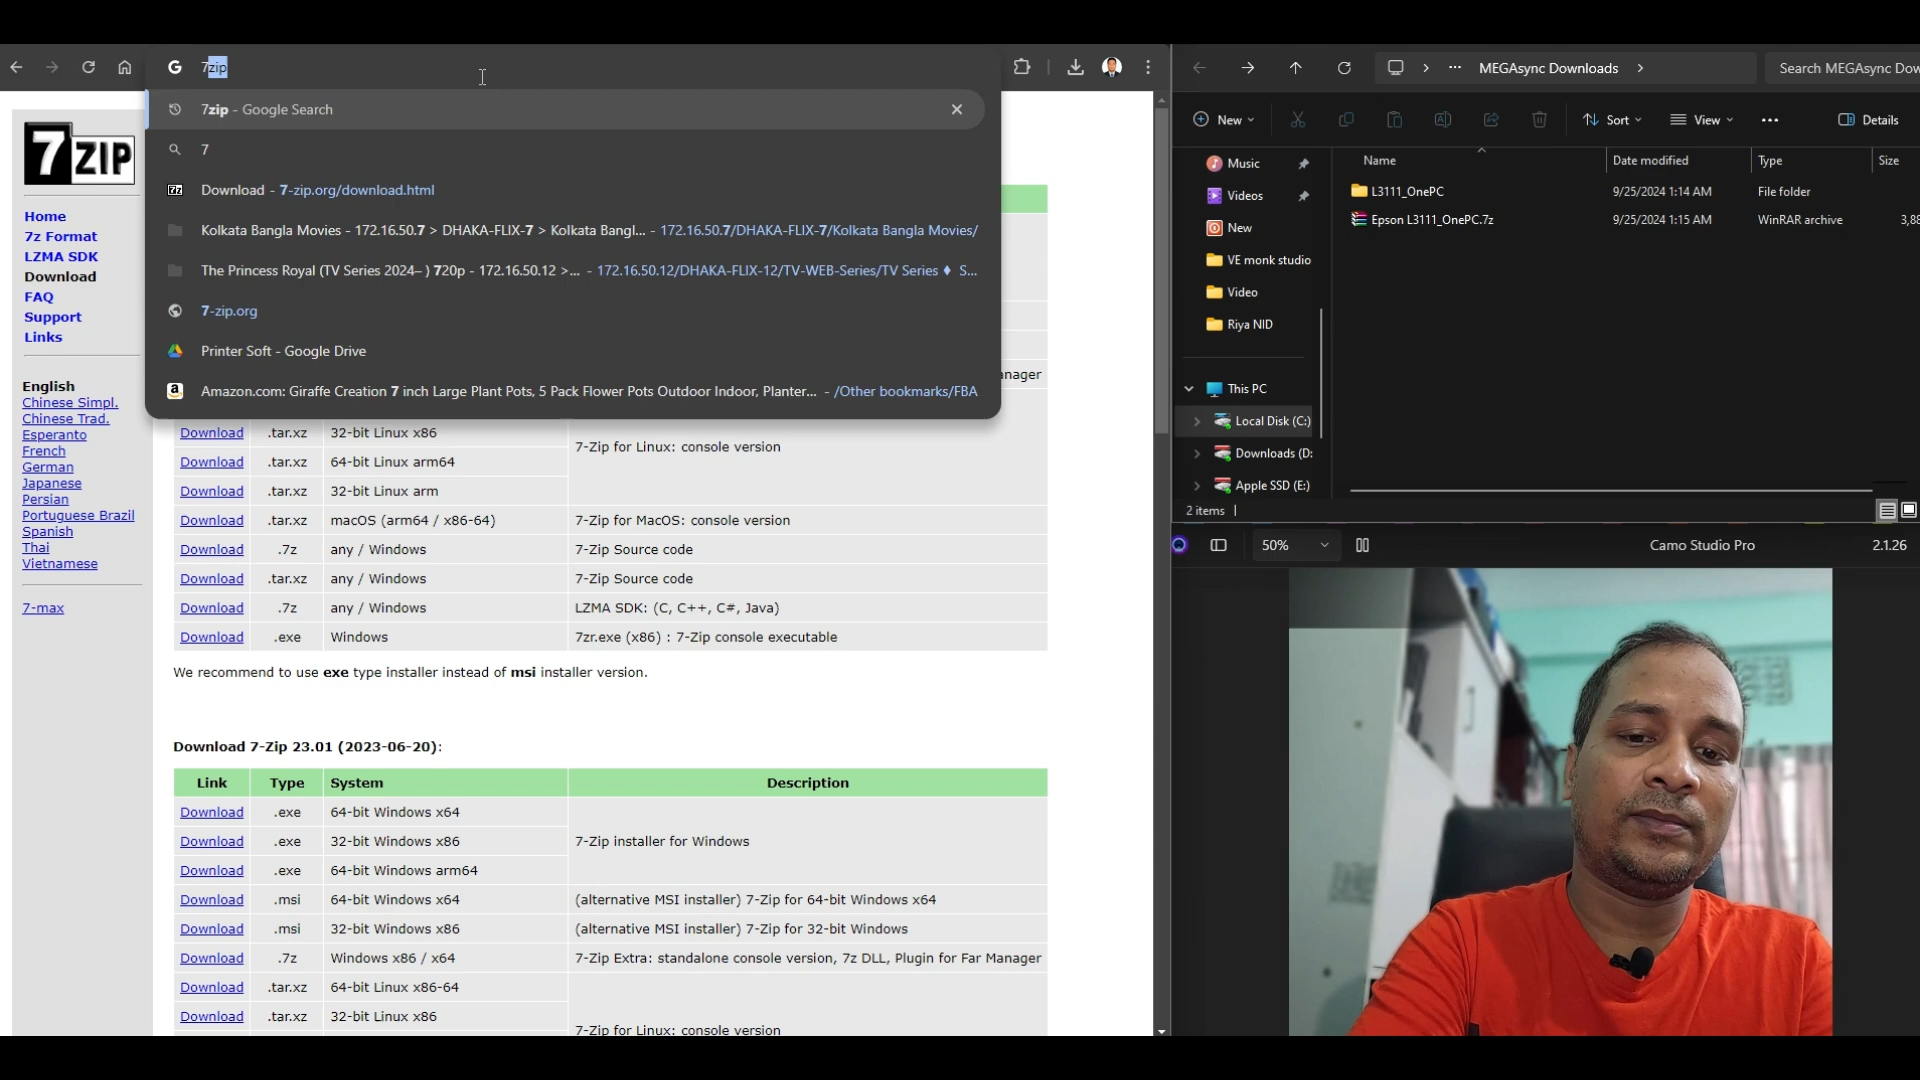 7zip
7zip - Google Search
7
Download - 7-zip.org/download.html
Kolkata Bangla Movies - 172.16.50.7 > DHAKA-FLIX-7 > Kolkata Bangl... - 172.16.50.7/DHAKA-FLIX-7/Kolkata Bangla Movies/
The Princess Royal (TV Series 2024– ) 720p - 172.16.50.12 >... - 172.16.50.12/DHAKA-FLIX-12/TV-WEB-Series/TV Series ♦ S...
7-zip.org
Printer Soft - Google Drive
Amazon.com: Giraffe Creation 7 inch Large Plant Pots, 5 Pack Flower Pots Outdoor Indoor, Planter... - /Other bookmarks/FBA
7ZIP
Home
7z Format
LZMA SDK
Download
FAQ
Support
Links
English
Chinese Simpl.
Chinese Trad.
Esperanto
French
German
Japanese
Persian
Portuguese Brazil
Spanish
Thai
Vietnamese
7-max
anager
Download .tar.xz 32-bit Linux x86
7-Zip for Linux: console version
Download .tar.xz 64-bit Linux arm64
Download .tar.xz 32-bit Linux arm
Download .tar.xz macOS (arm64 / x86-64) 7-Zip for MacOS: console version
Download .7z any / Windows 7-Zip Source code
Download .tar.xz any / Windows 7-Zip Source code
Download .7z any / Windows LZMA SDK: (C, C++, C#, Java)
Download .exe Windows 7zr.exe (x86) : 7-Zip console executable
We recommend to use exe type installer instead of msi installer version.
Download 7-Zip 23.01 (2023-06-20):
Link Type System Description
Download .exe 64-bit Windows x64
Download .exe 32-bit Windows x86 7-Zip installer for Windows
Download .exe 64-bit Windows arm64
Download .msi 64-bit Windows x64 (alternative MSI installer) 7-Zip for 64-bit Windows x64
Download .msi 32-bit Windows x86 (alternative MSI installer) 7-Zip for 32-bit Windows
Download .7z Windows x86 / x64 7-Zip Extra: standalone console version, 7z DLL, Plugin for Far Manager
Download .tar.xz 64-bit Linux x86-64
Download .tar.xz 32-bit Linux x86
7-Zip for Linux: console version
MEGAsync Downloads
Search MEGAsync Dow
New Sort View Details
Name Date modified Type Size
L3111_OnePC 9/25/2024 1:14 AM File folder
Epson L3111_OnePC.7z 9/25/2024 1:15 AM WinRAR archive 3,88
Music
Videos
New
VE monk studio
Video
Riya NID
This PC
Local Disk (C:)
Downloads (D:
Apple SSD (E:)
2 items
50% Camo Studio Pro 2.1.26